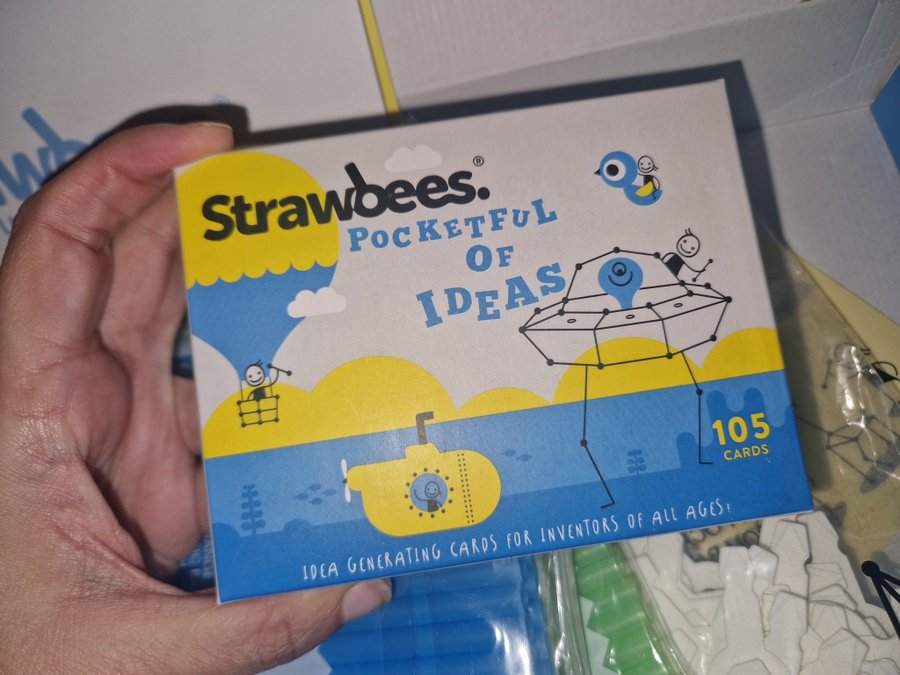 Strawbees.®
POCKETFUL
OF
IDEAS
105
CARDS
IDEA GENERATING CARDS FOR INVENTORS OF ALL AGES!